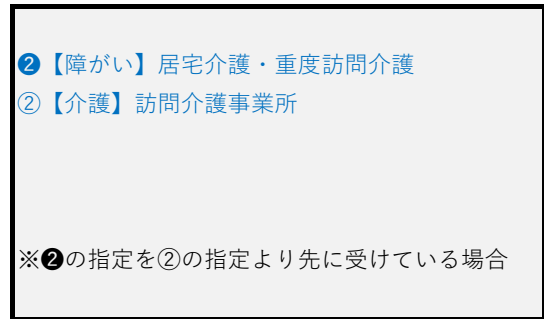 ❷【障がい】居宅介護・重度訪問介護
②【介護】訪問介護事業所
※❷の指定を②の指定より先に受けている場合